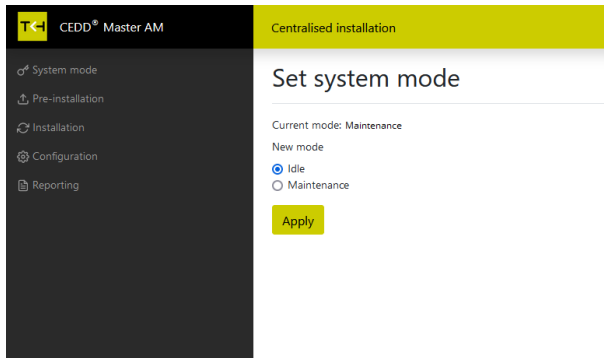 TKH
CEDD® Master AM
Centralised installation
System mode
Pre-installation
Installation
Configuration
Reporting
Set system mode
Current mode: Maintenance
New mode
Idle
Maintenance
Apply